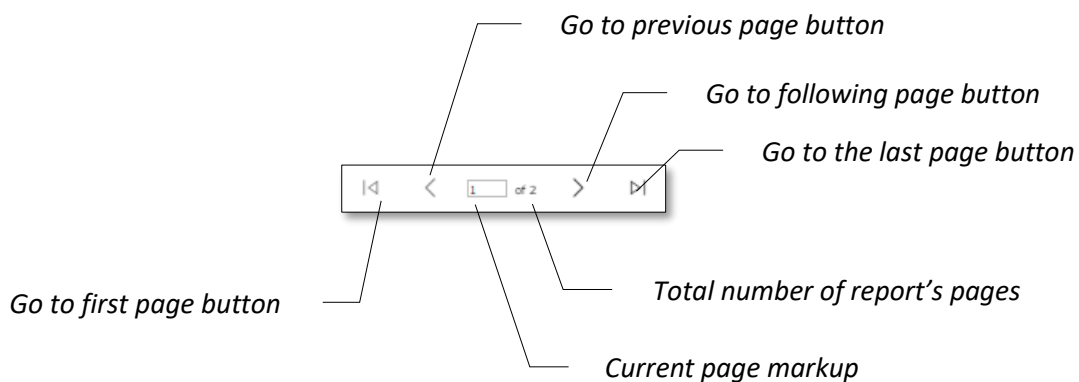 Go to previous page button
Go to following page button
Go to the last page button
1 of 2
Go to first page button
Total number of report’s pages
Current page markup